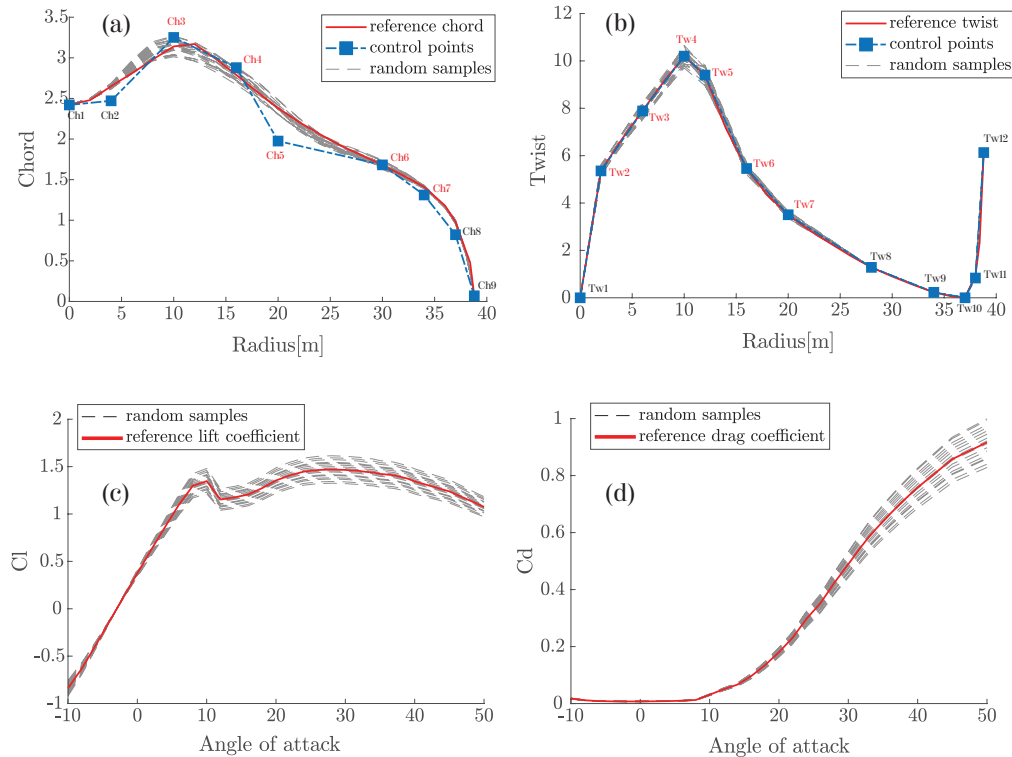 (a)
reference chord
control points
random samples
Chord
3.5
3
2.5
2
1.5
1
0.5
0
Ch1
Ch2
Ch3
Ch4
Ch5
Ch6
Ch7
Ch8
Ch9
0 5 10 15 20 25 30 35 40
Radius[m]
(b)
reference twist
control points
random samples
Twist
12
10
8
6
4
2
0
Tw1
Tw2
Tw3
Tw4
Tw5
Tw6
Tw7
Tw8
Tw9
Tw10
Tw11
Tw12
0 5 10 15 20 25 30 35 40
Radius[m]
random samples
reference lift coefficient
(c)
Cl
2
1.5
1
0.5
0
-0.5
-1
-10 0 10 20 30 40 50
Angle of attack
random samples
reference drag coefficient
(d)
Cd
1
0.8
0.6
0.4
0.2
0
-10 0 10 20 30 40 50
Angle of attack